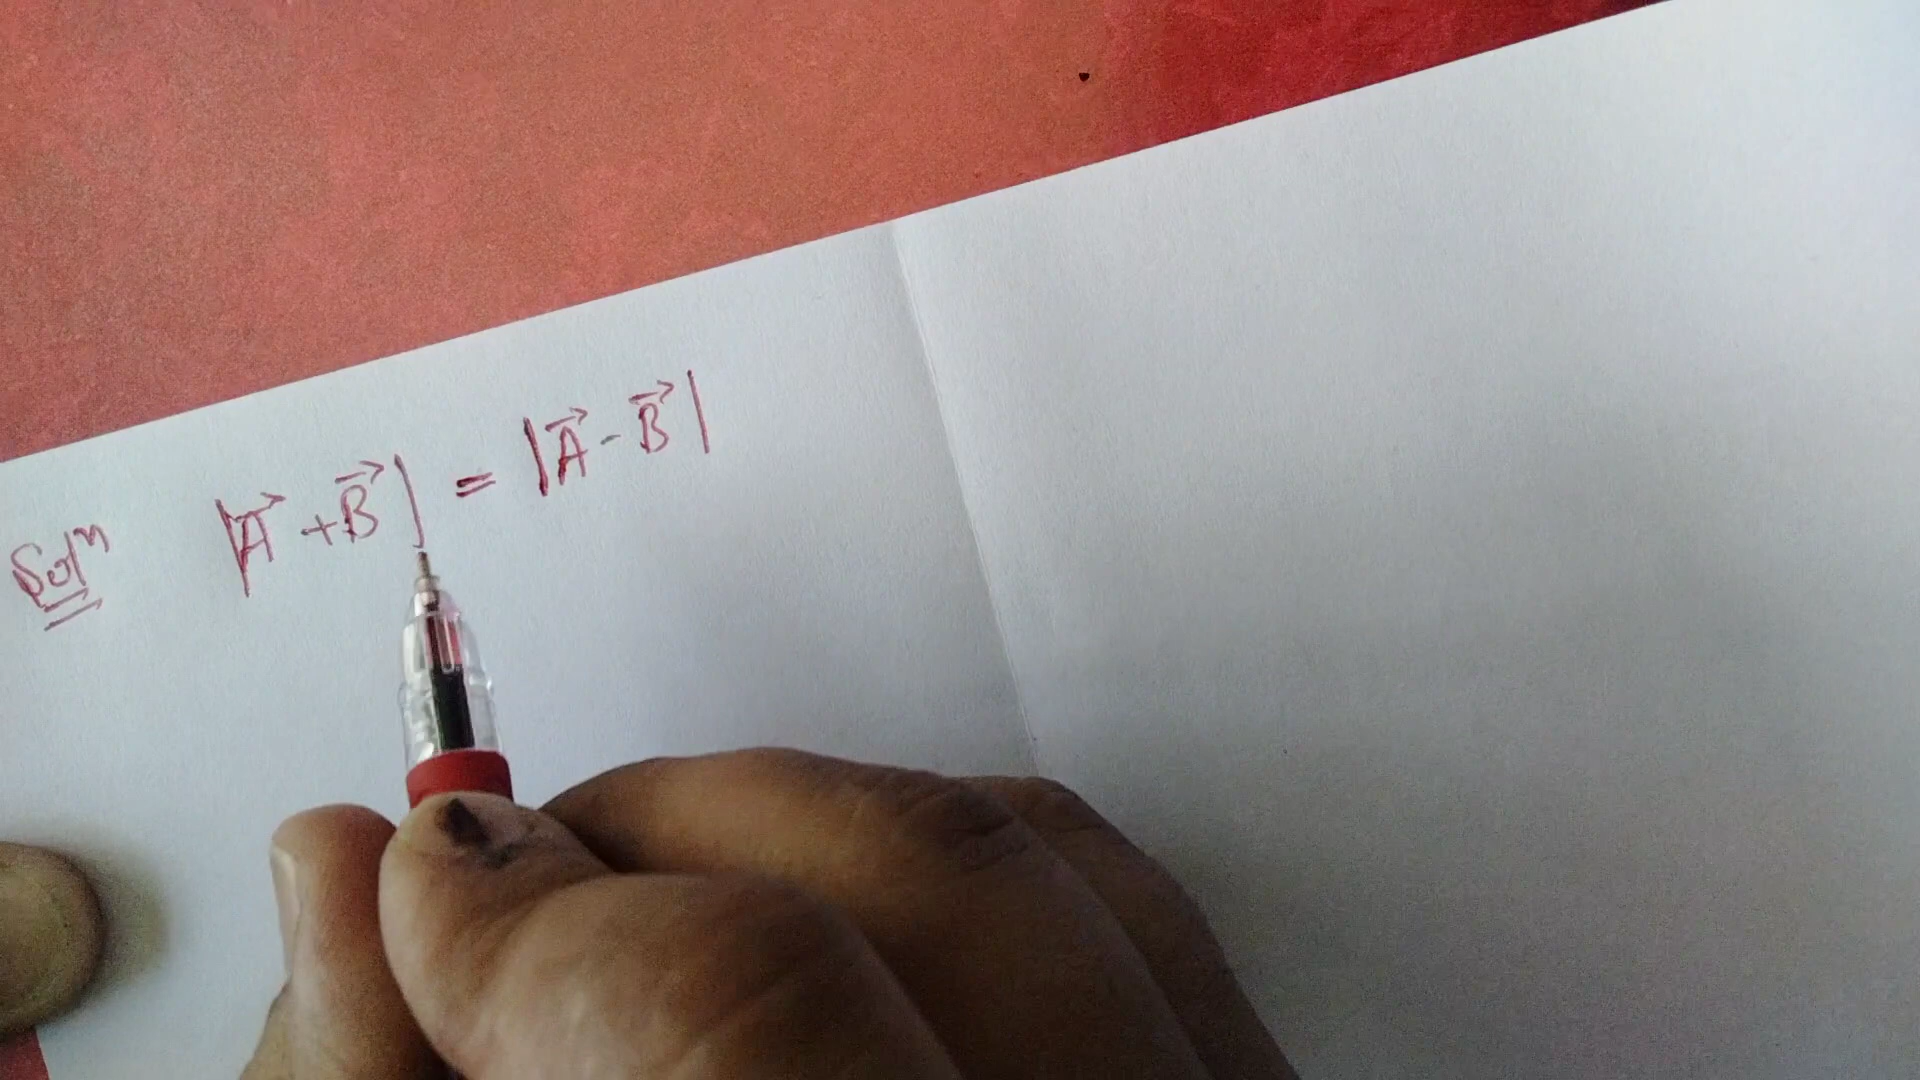 Solⁿ |A⃗ + B⃗| = |A⃗ - B⃗|